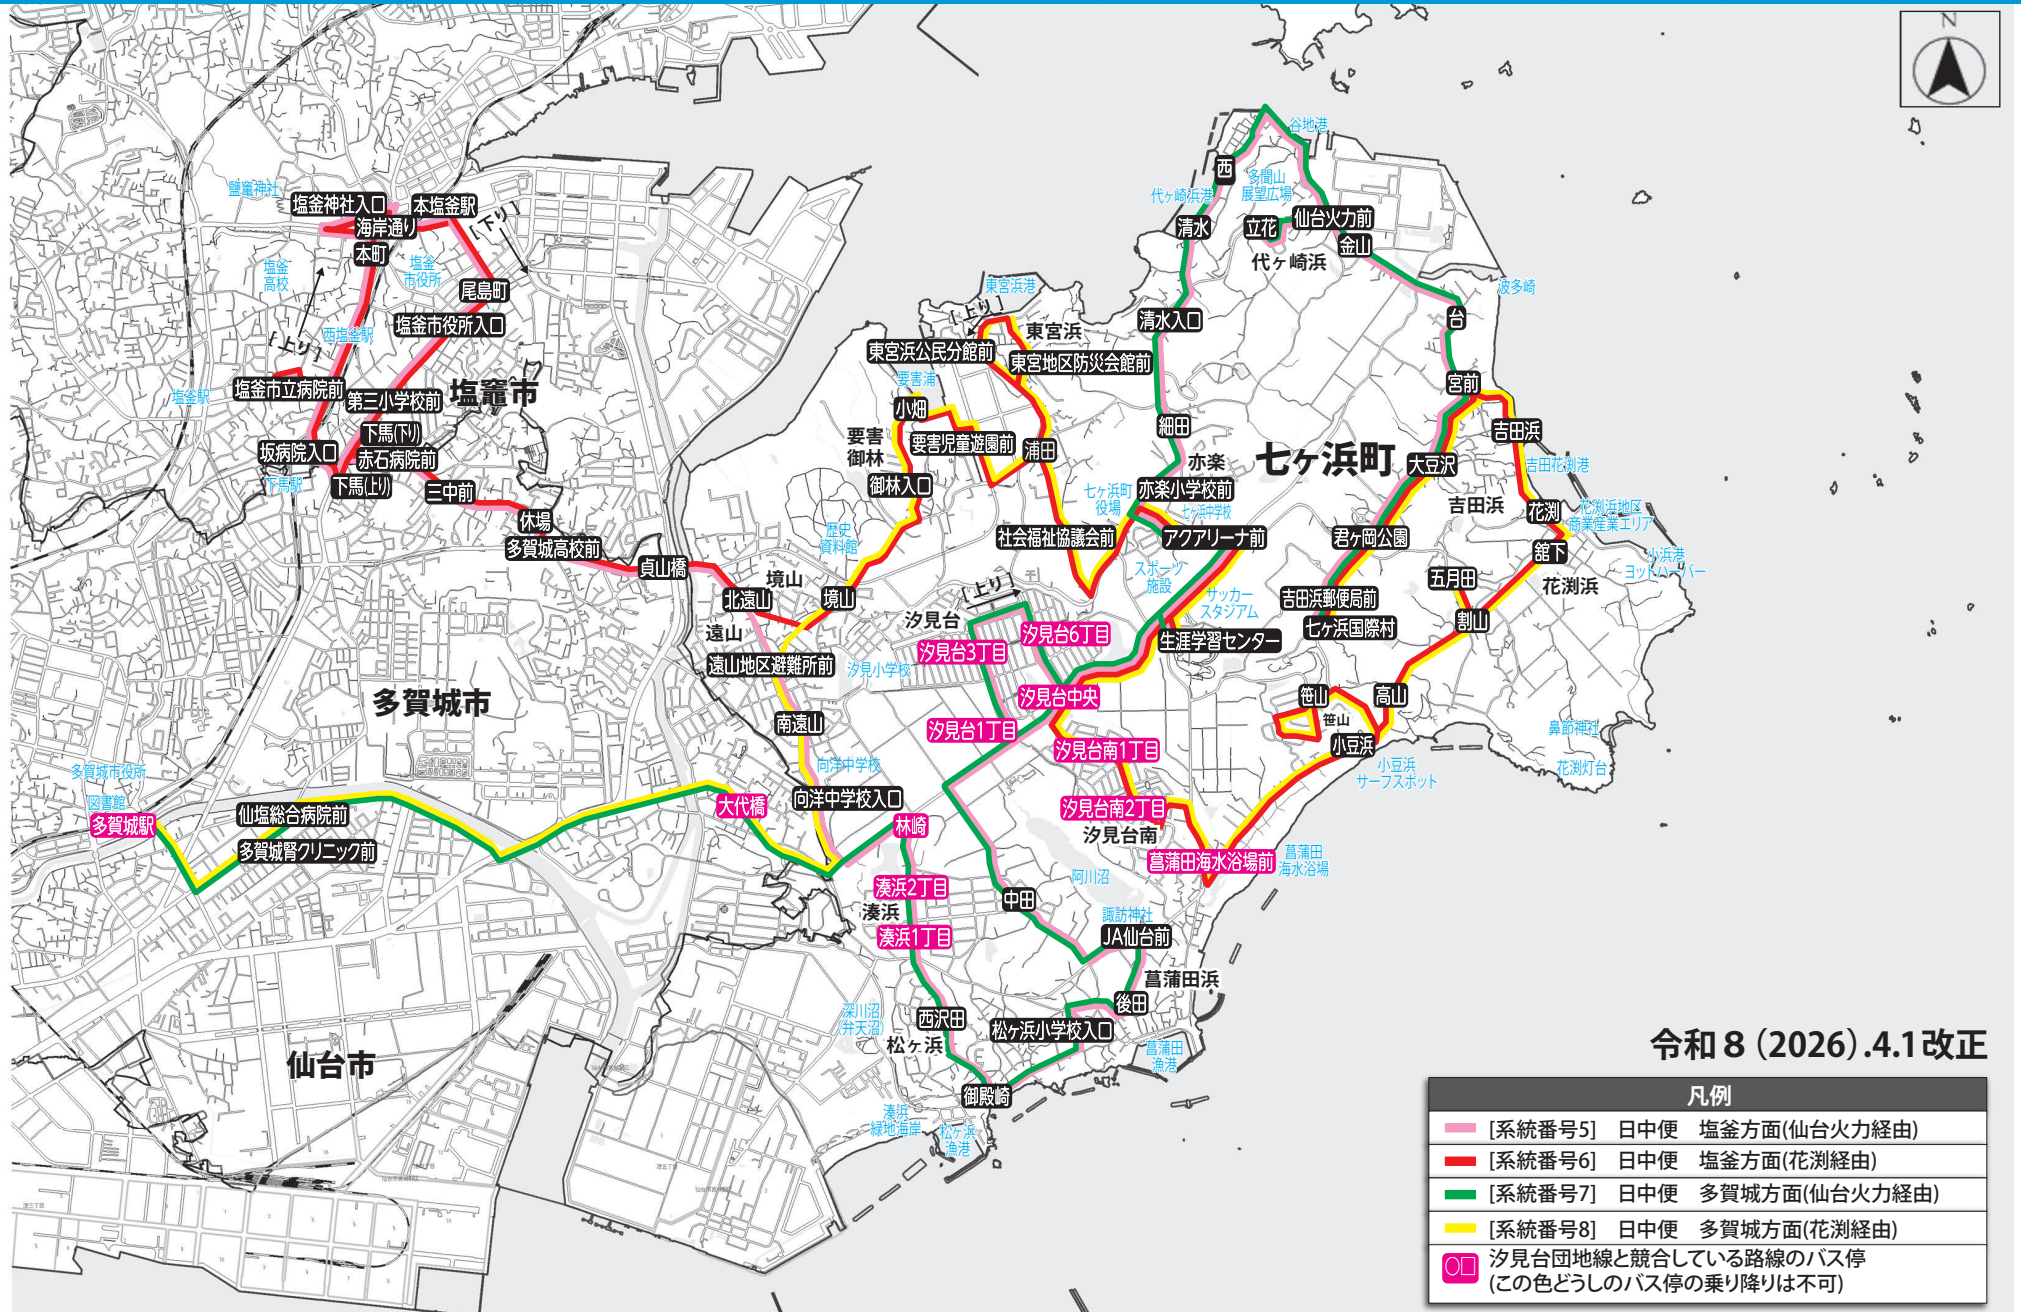 N
谷地港
西
多聞山
展望広場
代ヶ崎浜港
清水
立花
仙台火力前
金山
代ヶ崎浜
鹽竈神社
塩釜神社入口
本塩釜駅
[下り]
海岸通り
本町
塩釜
高校
塩釜
市役所
尾島町
塩釜市役所入口
西塩釜駅
[上り]
塩釜市立病院前
塩釜駅
第三小学校前
塩竈市
下馬(下り)
坂病院入口
赤石病院前
下馬駅
下馬(上り)
三中前
休場
多賀城高校前
貞山橋
東宮浜港
[上り]
東宮浜
東宮浜公民分館前
東宮地区防災会館前
要害浦
小畑
要害
御林
要害児童遊園前
浦田
御林入口
清水入口
波多崎
台
宮前
細田
七ヶ浜町
吉田浜
大豆沢
吉田花渕港
亦楽
亦楽小学校前
七ヶ浜町
役場
七ヶ浜中学校
吉田浜
花渕
花渕浜地区
商業産業エリア
歴史
資料館
社会福祉協議会前
アクアリーナ前
君ヶ岡公園
舘下
小浜港
ヨットハーバー
スポーツ
施設
サッカー
スタジアム
五月田
花渕浜
境山
北遠山
境山
[上り]
汐見台
汐見台6丁目
吉田浜郵便局前
七ヶ浜国際村
割山
遠山
遠山地区避難所前
汐見小学校
汐見台3丁目
生涯学習センター
多賀城市
南遠山
汐見台中央
笹山
高山
笹山
汐見台1丁目
汐見台南1丁目
小豆浜
鼻節神社
花渕灯台
小豆浜
サーフスポット
多賀城市役所
図書館
多賀城駅
仙塩総合病院前
多賀城腎クリニック前
向洋中学校
向洋中学校入口
大代橋
林崎
汐見台南2丁目
汐見台南
菖蒲田海水浴場前
菖蒲田
海水浴場
湊浜2丁目
湊浜
湊浜1丁目
阿川沼
中田
諏訪神社
JA仙台前
菖蒲田浜
後田
仙台市
深川沼
(弁天沼)
西沢田
松ヶ浜
松ヶ浜小学校入口
菖蒲田
漁港
御殿崎
湊浜
緑地海岸
松ヶ浜
漁港
令和8(2026).4.1改正
凡例
[系統番号5] 日中便 塩釜方面(仙台火力経由)
[系統番号6] 日中便 塩釜方面(花渕経由)
[系統番号7] 日中便 多賀城方面(仙台火力経由)
[系統番号8] 日中便 多賀城方面(花渕経由)
○□ 汐見台団地線と競合している路線のバス停
(この色どうしのバス停の乗り降りは不可)